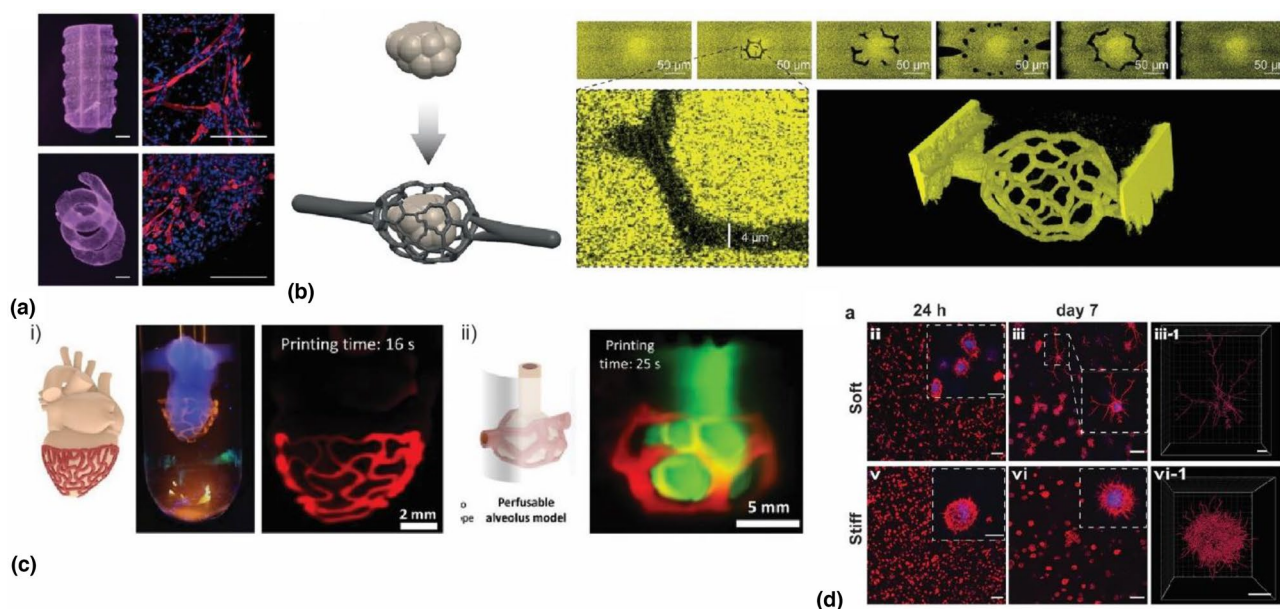 50 µm
50 µm
50 µm
50 µm
50 µm
50 µm
4 µm
(a)
(b)
i)
Printing time: 16 s
2 mm
ii)
Perfusable
alveolus model
Printing
time: 25 s
5 mm
(c)
a
24 h
day 7
Soft
ii
iii
iii-1
Stiff
v
vi
vi-1
(d)